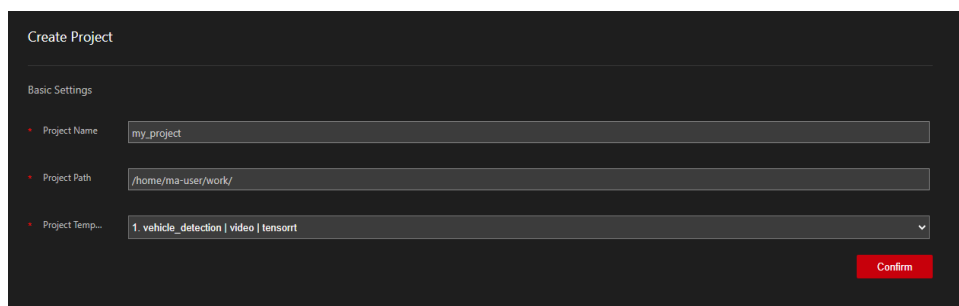 Create Project
Basic Settings
* Project Name my_project
* Project Path /home/ma-user/work/
* Project Temp... 1. vehicle_detection | video | tensorrt
Confirm